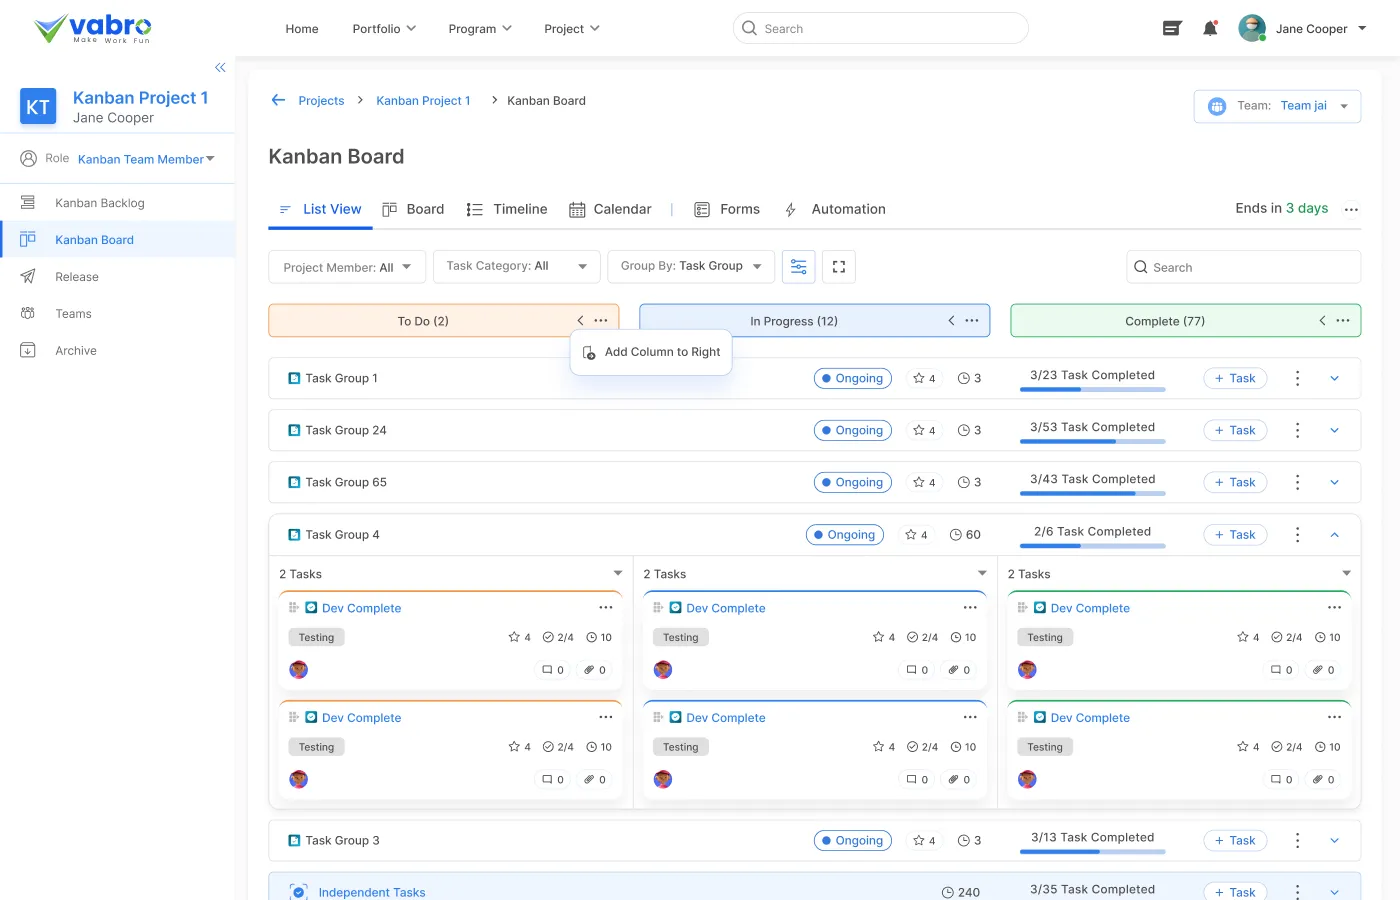 vabro
Make Work Fun
Home Portfolio Program Project
Search
Jane Cooper
KT
Kanban Project 1
Jane Cooper
Role Kanban Team Member
Kanban Backlog
Kanban Board
Release
Teams
Archive
Projects > Kanban Project 1 > Kanban Board
Team: Team jai
Kanban Board
List View Board Timeline Calendar | Forms Automation
Ends in 3 days
Project Member: All Task Category: All Group By: Task Group
Search
To Do (2) In Progress (12) Complete (77)
Add Column to Right
Task Group 1 Ongoing 4 3 3/23 Task Completed + Task
Task Group 24 Ongoing 4 3 3/53 Task Completed + Task
Task Group 65 Ongoing 4 3 3/43 Task Completed + Task
Task Group 4 Ongoing 4 60 2/6 Task Completed + Task
2 Tasks 2 Tasks 2 Tasks
Dev Complete Dev Complete Dev Complete
Testing 4 2/4 10 Testing 4 2/4 10 Testing 4 2/4 10
0 0 0 0 0 0
Dev Complete Dev Complete Dev Complete
Testing 4 2/4 10 Testing 4 2/4 10 Testing 4 2/4 10
0 0 0 0 0 0
Task Group 3 Ongoing 4 3 3/13 Task Completed + Task
Independent Tasks 240 3/35 Task Completed + Task